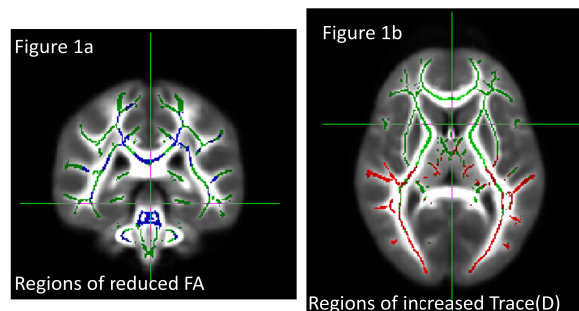 Figure 1a
Regions of reduced FA
Figure 1b
Regions of increased Trace(D)